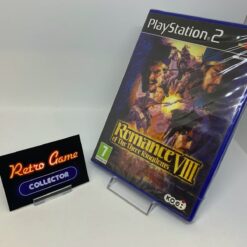 PlayStation 2
Romance VIII
of the Three Kingdoms
7
KOEI
Retro Game
COLLECTOR